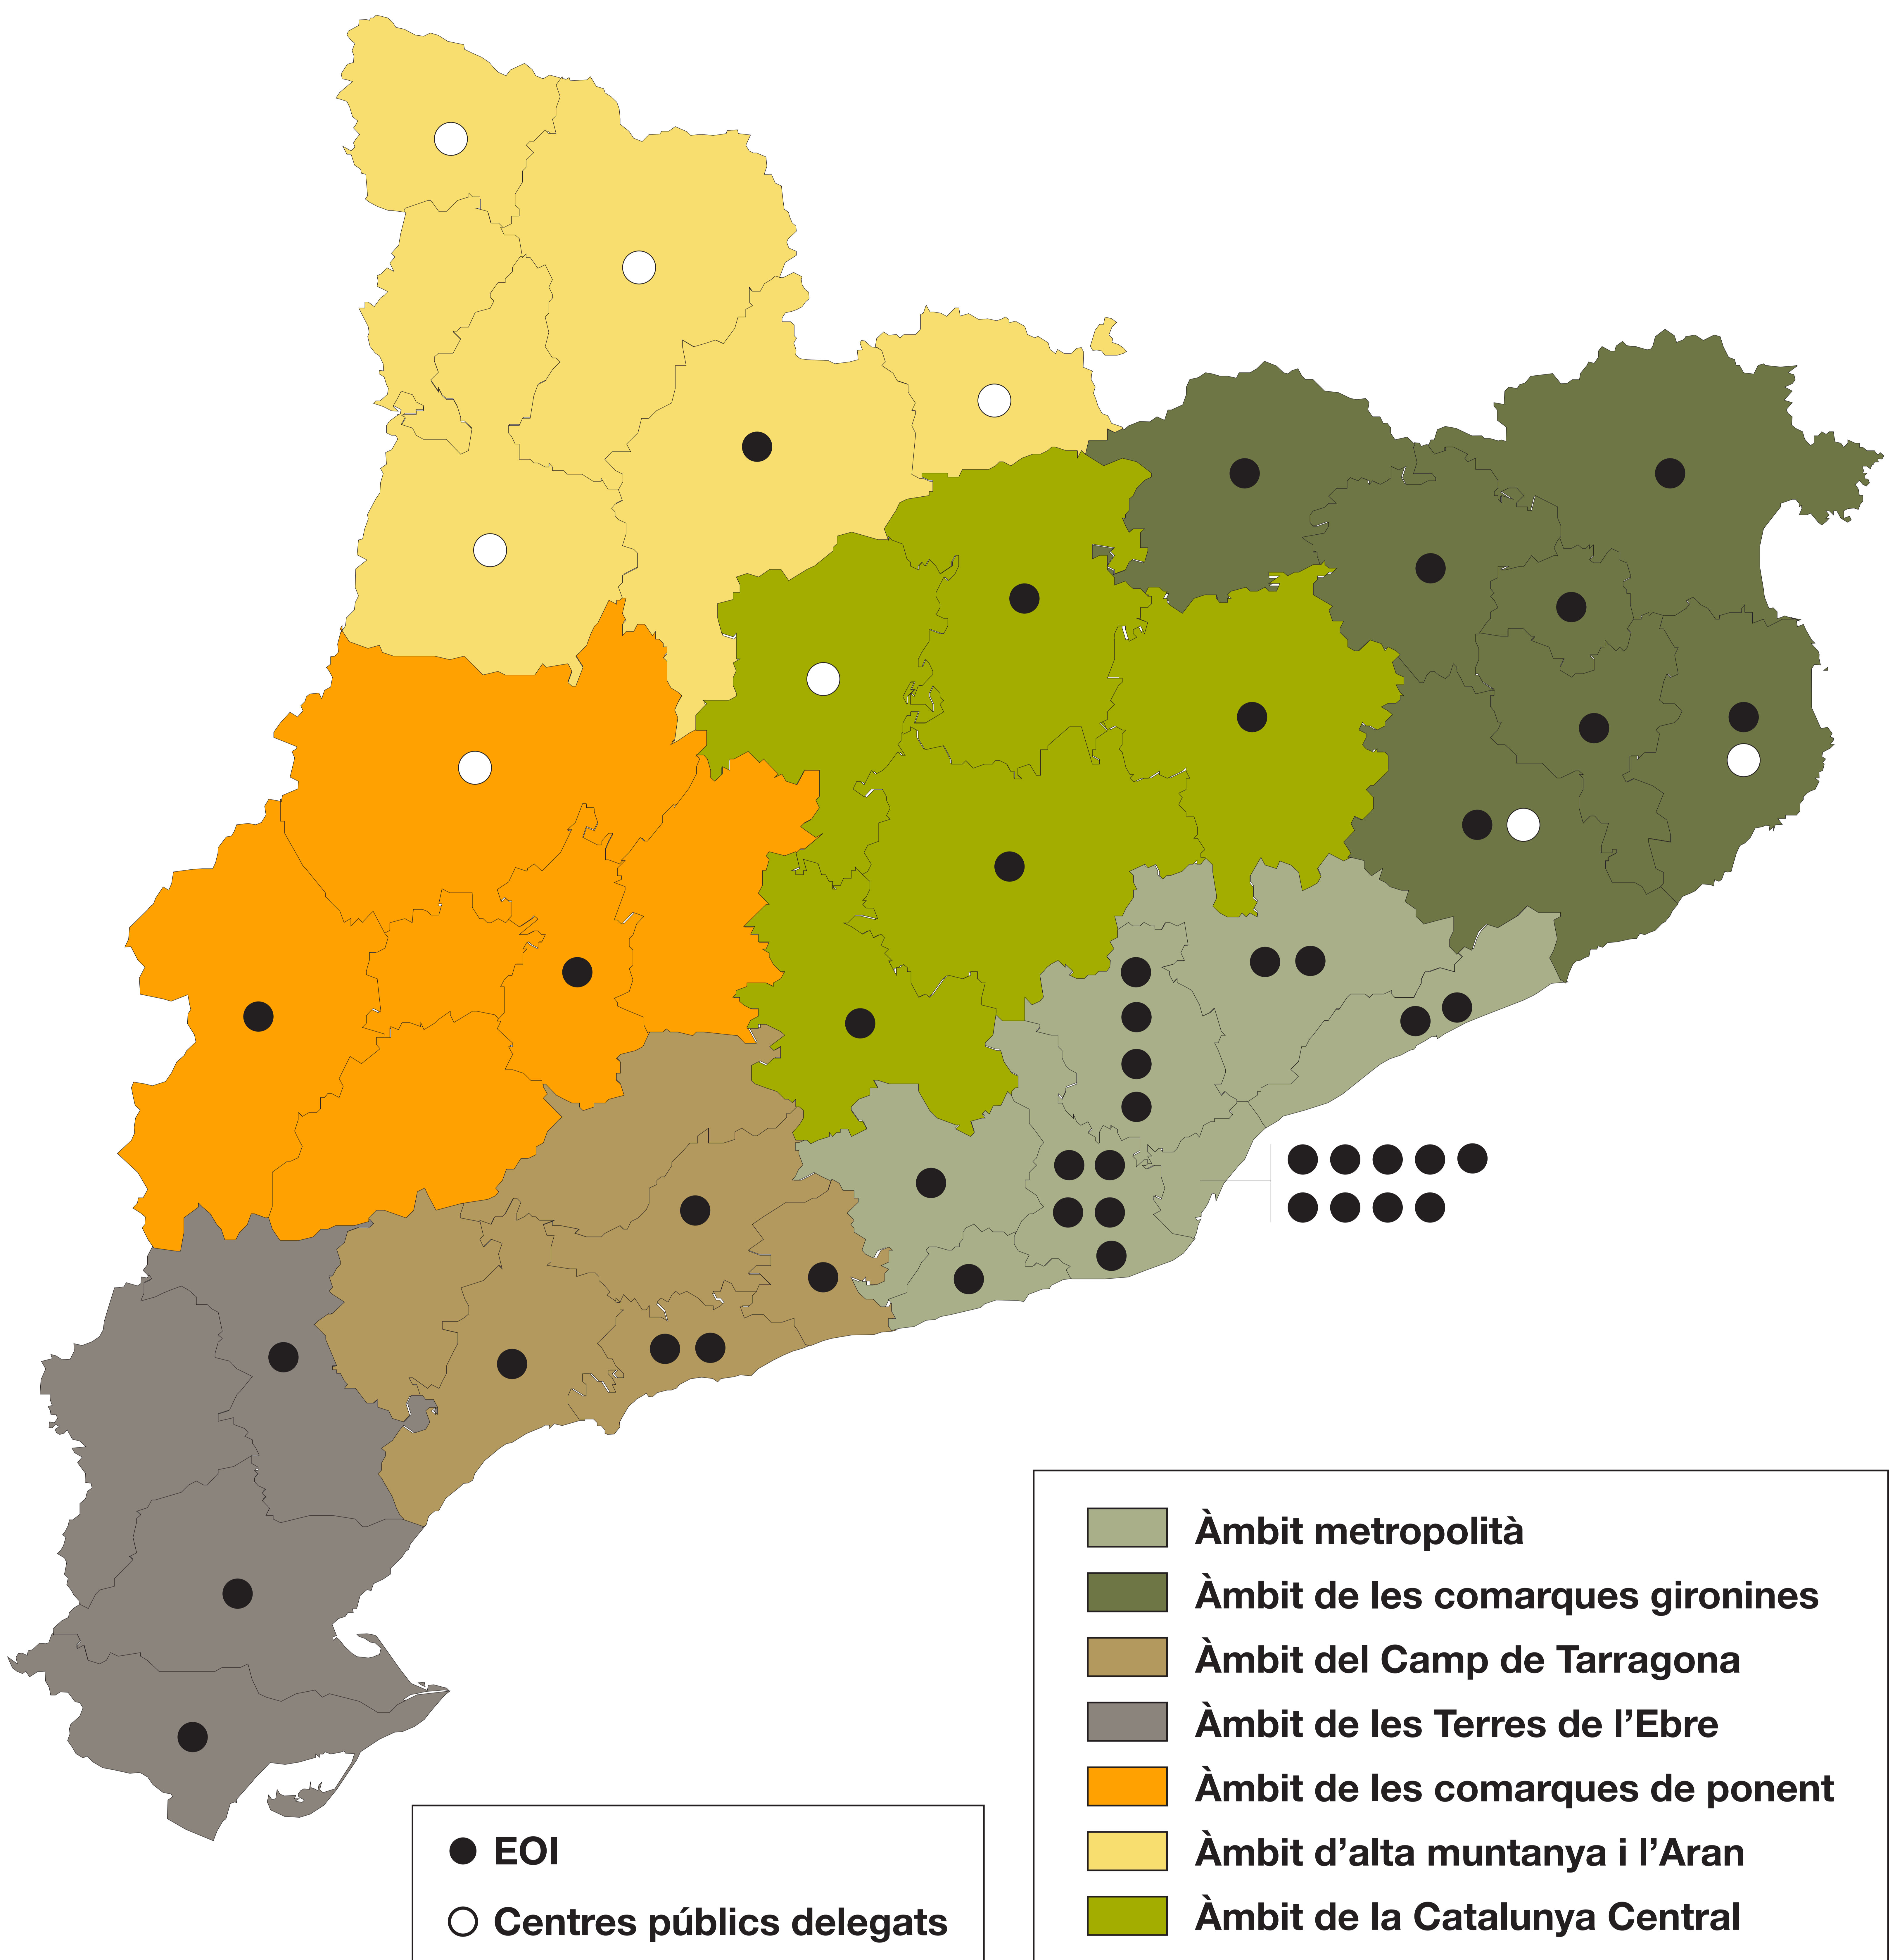 Àmbit metropolità
Àmbit de les comarques gironines
Àmbit del Camp de Tarragona
Àmbit de les Terres de l’Ebre
Àmbit de les comarques de ponent
Àmbit d’alta muntanya i l’Aran
Àmbit de la Catalunya Central
EOI
Centres públics delegats